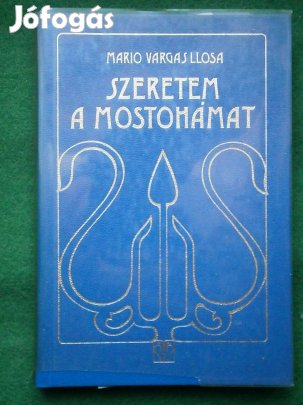 Jófogás
MARIO VARGAS LLOSA
SZERETEM
A MOSTOHÁMAT